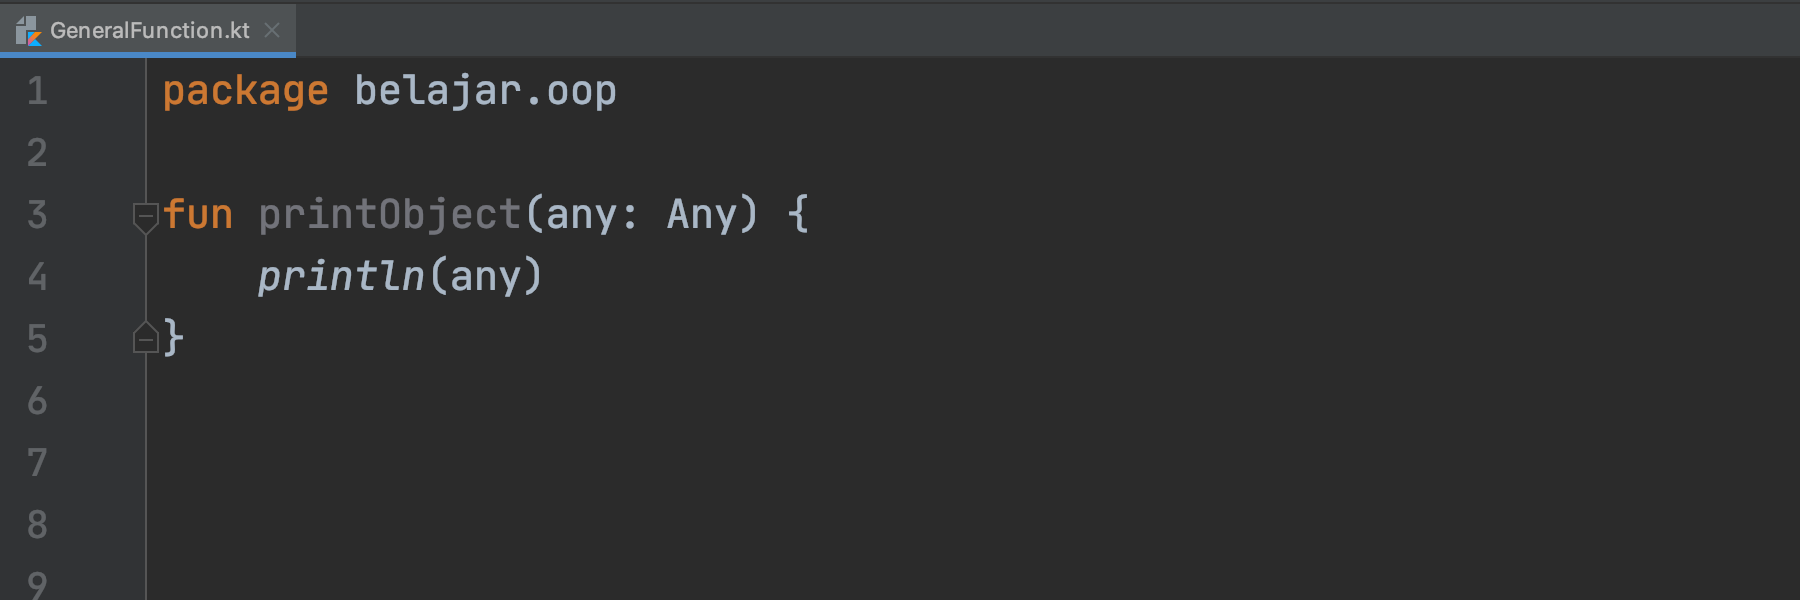 GeneralFunction.kt
1 package belajar.oop
2
3 fun printObject(any: Any) {
4     println(any)
5 }
6
7
8
9